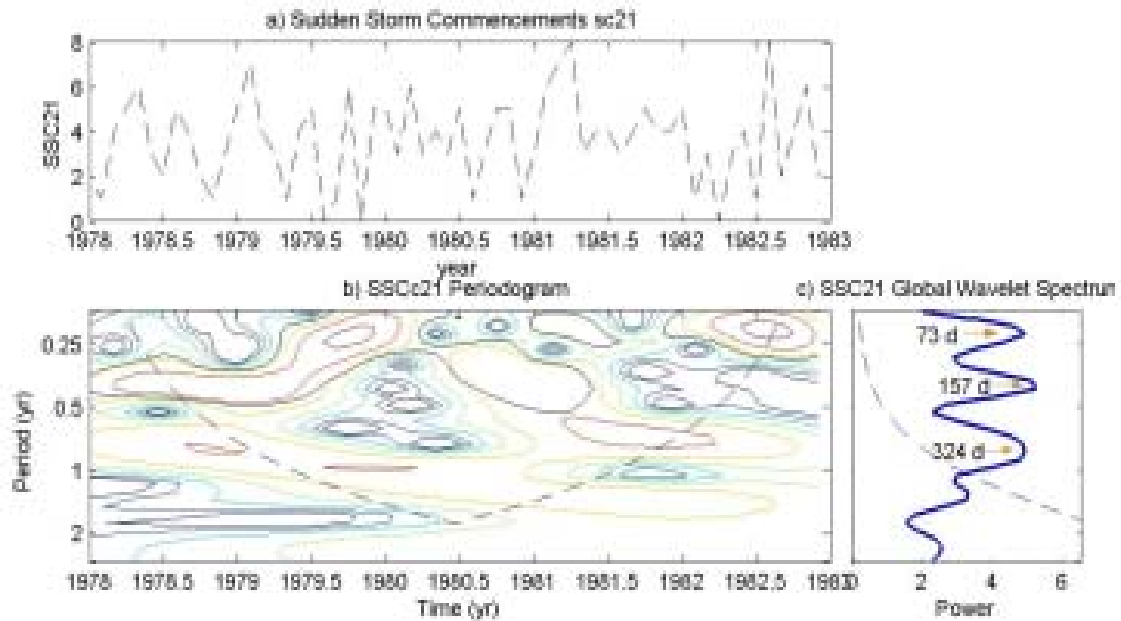 a) Sudden Storm Commencements sc21
SSC21
8
6
4
2
0
1978 1978.5 1979 1979.5 1980 1980.5 1981 1981.5 1982 1982.5 1983
year
b) SSCc21 Periodogram
Period (yr)
0.25
0.5
1
2
1978 1978.5 1979 1979.5 1980 1980.5 1981 1981.5 1982 1982.5 1983
Time (yr)
c) SSC21 Global Wavelet Spectrun
73 d
157 d
324 d
0 2 4 6
Power